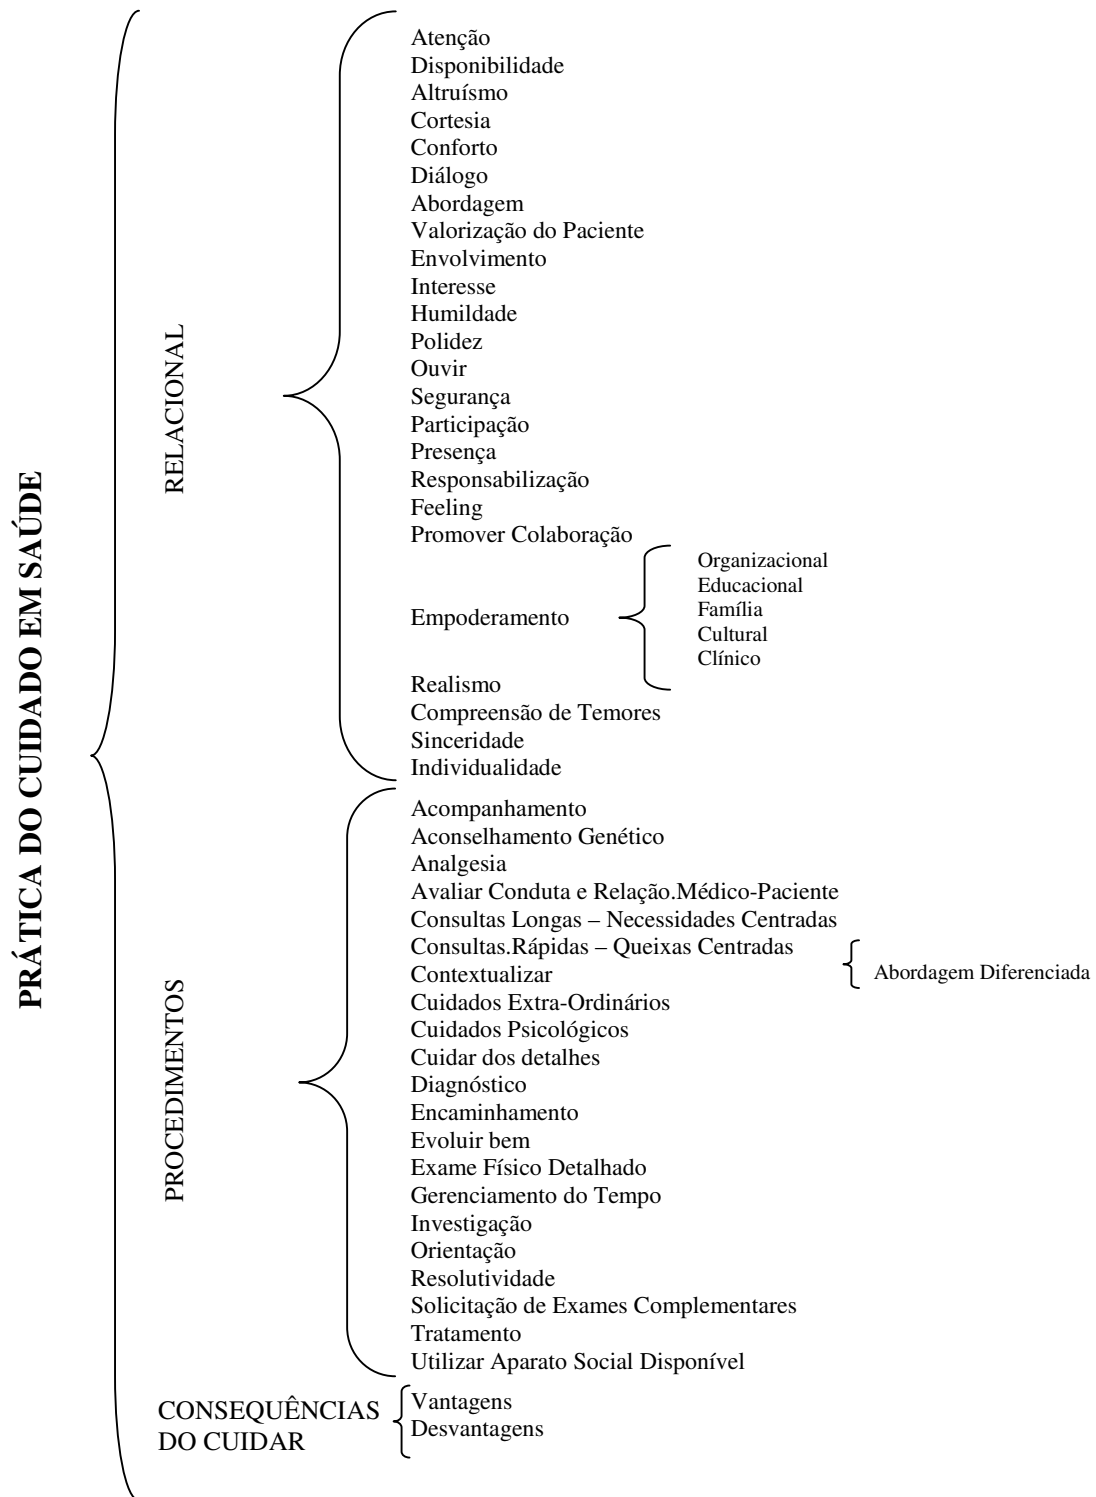 PRÁTICA DO CUIDADO EM SAÚDE
RELACIONAL
Atenção
Disponibilidade
Altruísmo
Cortesia
Conforto
Diálogo
Abordagem
Valorização do Paciente
Envolvimento
Interesse
Humildade
Polidez
Ouvir
Segurança
Participação
Presença
Responsabilização
Feeling
Promover Colaboração
Empoderamento
Organizacional
Educacional
Família
Cultural
Clínico
Realismo
Compreensão de Temores
Sinceridade
Individualidade
PROCEDIMENTOS
Acompanhamento
Aconselhamento Genético
Analgesia
Avaliar Conduta e Relação.Médico-Paciente
Consultas Longas – Necessidades Centradas
Consultas.Rápidas – Queixas Centradas
Abordagem Diferenciada
Contextualizar
Cuidados Extra-Ordinários
Cuidados Psicológicos
Cuidar dos detalhes
Diagnóstico
Encaminhamento
Evoluir bem
Exame Físico Detalhado
Gerenciamento do Tempo
Investigação
Orientação
Resolutividade
Solicitação de Exames Complementares
Tratamento
Utilizar Aparato Social Disponível
CONSEQUÊNCIAS
DO CUIDAR
Vantagens
Desvantagens